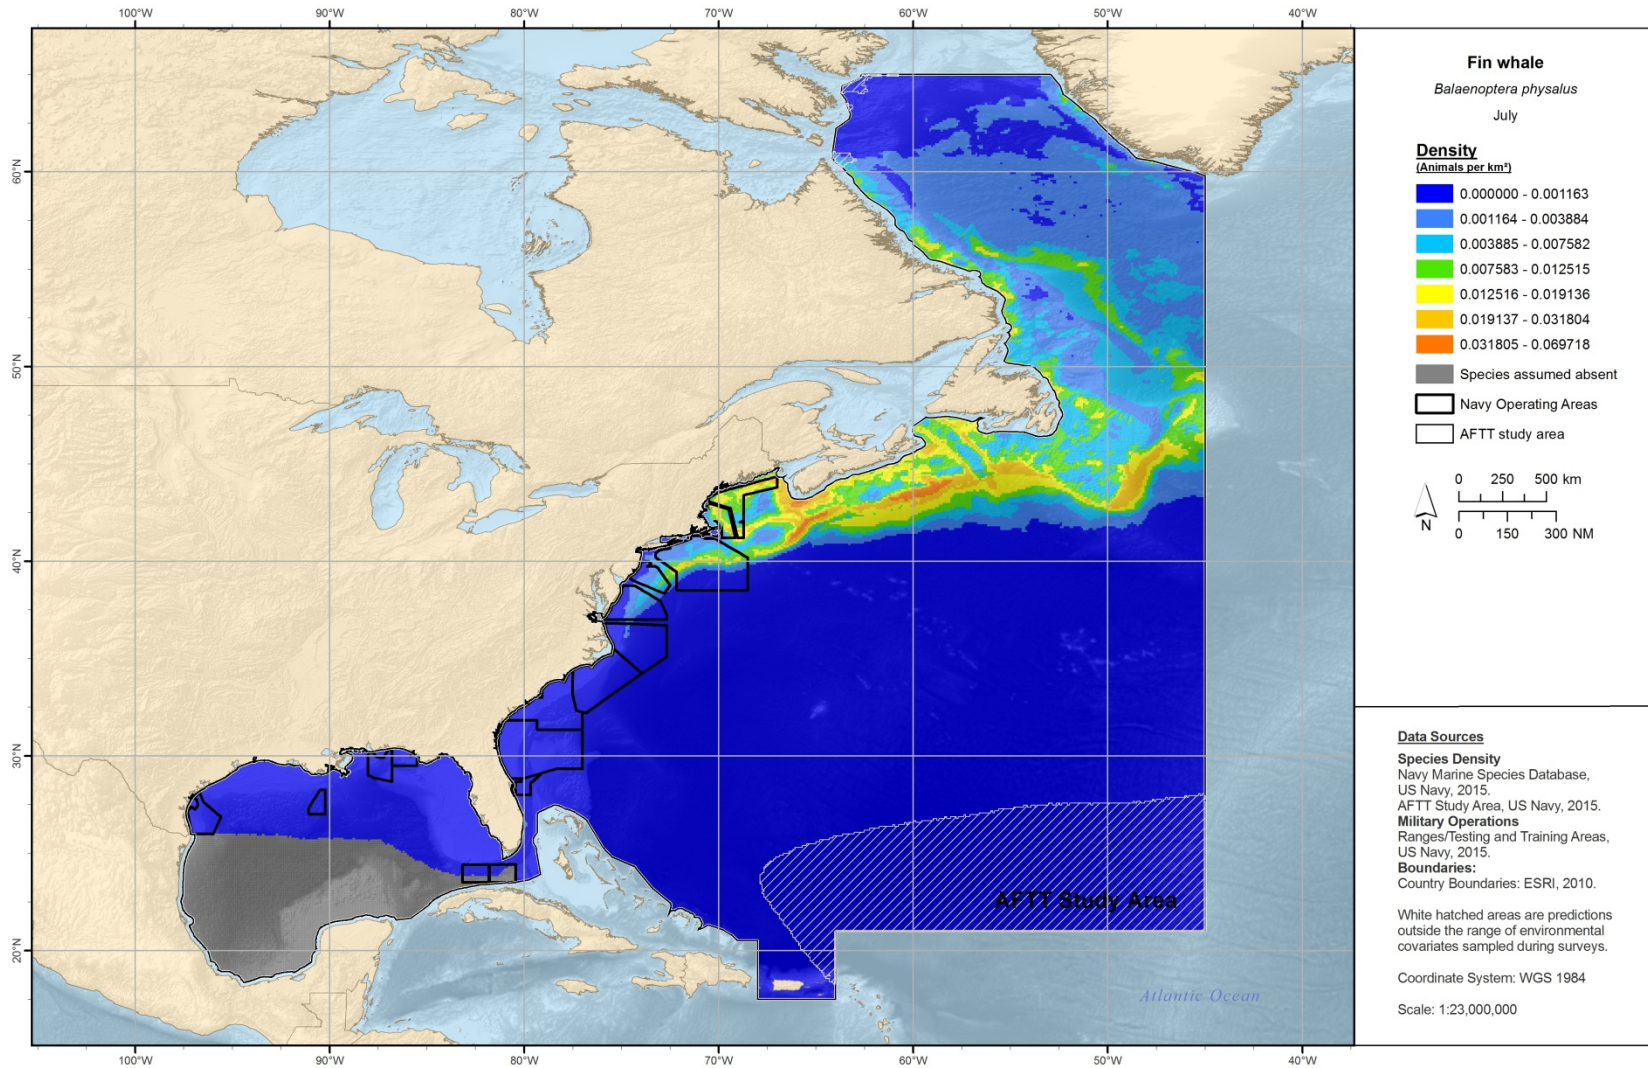 100°W 90°W 80°W 70°W 60°W 50°W 40°W
60°N
50°N
40°N
30°N
20°N
60°N
50°N
40°N
30°N
20°N
AFTT Study Area
Atlantic Ocean
100°W 90°W 80°W 70°W 60°W 50°W 40°W
Fin whale
Balaenoptera physalus
July
Density
(Animals per km²)
0.000000 - 0.001163
0.001164 - 0.003884
0.003885 - 0.007582
0.007583 - 0.012515
0.012516 - 0.019136
0.019137 - 0.031804
0.031805 - 0.069718
Species assumed absent
Navy Operating Areas
AFTT study area
0 250 500 km
N
0 150 300 NM
Data Sources
Species Density
Navy Marine Species Database,
US Navy, 2015.
AFTT Study Area, US Navy, 2015.
Military Operations
Ranges/Testing and Training Areas,
US Navy, 2015.
Boundaries:
Country Boundaries: ESRI, 2010.
White hatched areas are predictions
outside the range of environmental
covariates sampled during surveys.
Coordinate System: WGS 1984
Scale: 1:23,000,000